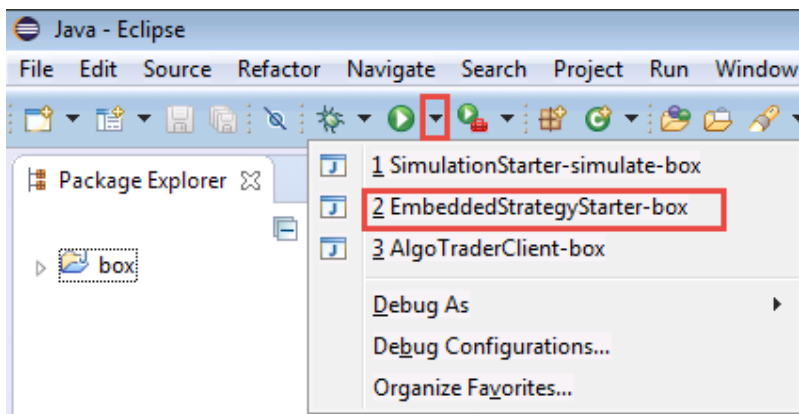 Java - Eclipse
File Edit Source Refactor Navigate Search Project Run Window
Package Explorer
box
1 SimulationStarter-simulate-box
2 EmbeddedStrategyStarter-box
3 AlgoTraderClient-box
Debug As
Debug Configurations...
Organize Favorites...